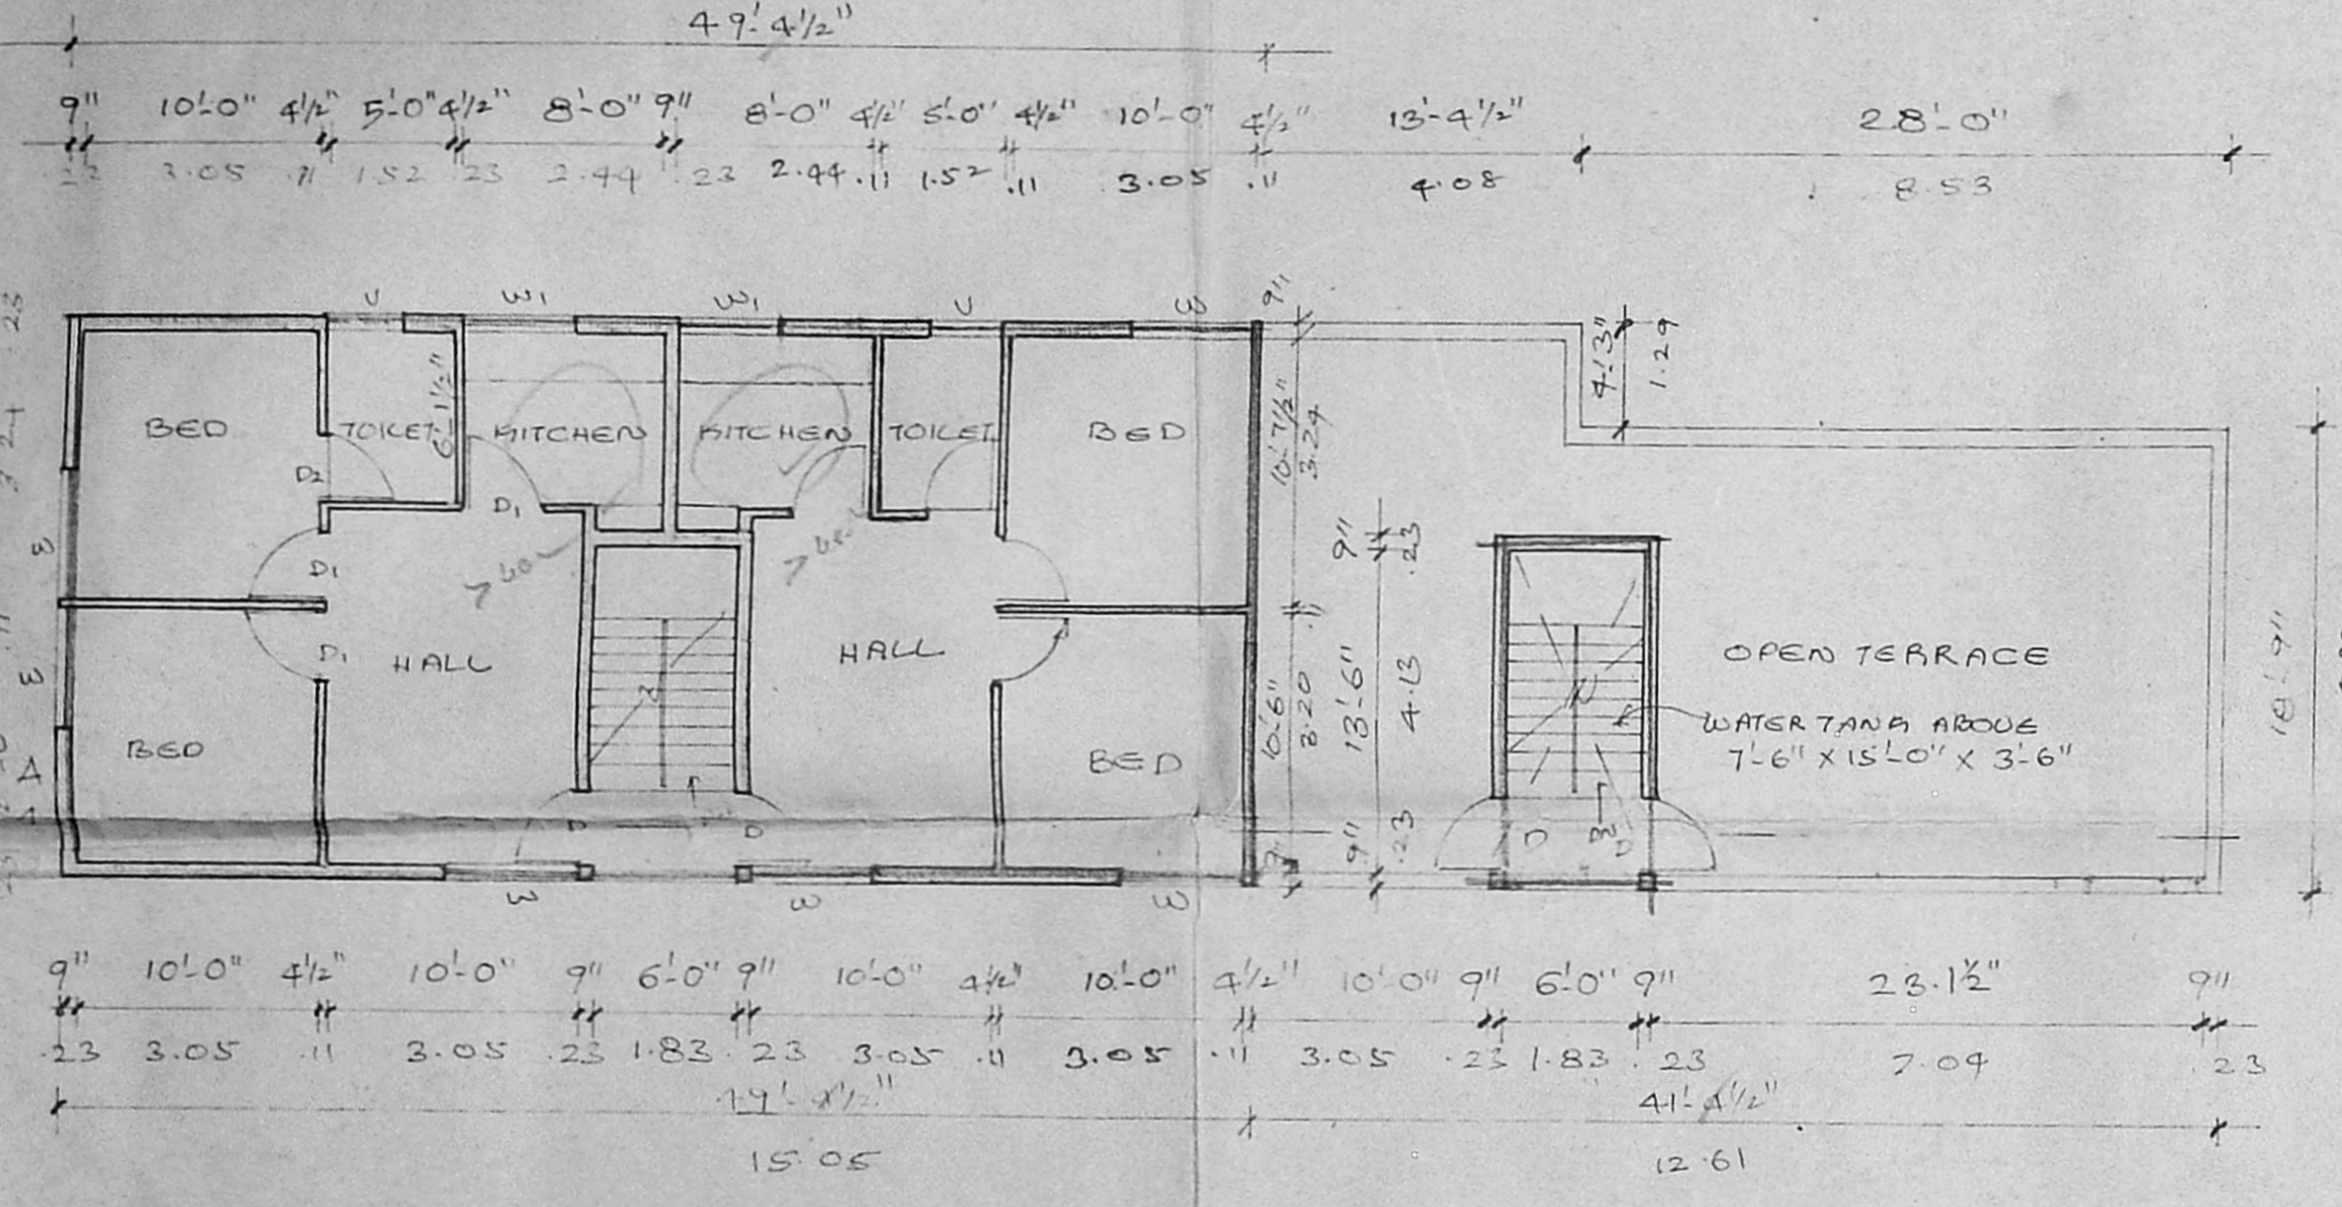 49'-4½"
9" 10'-0" 4½" 5'-0" 4½" 8'-0" 9" 8'-0" 4½" 5'-0" 4½" 10'-0" 4½" 13'-4½" 28'-0"
3.05 .11 1.52 .23 2.44 .23 2.44 .11 1.52 .11 3.05 .11 4.08 8.53
V W1 W1 V W 9"
.23
4'-3"
1.29
BED TOILET 6'-1½" KITCHEN KITCHEN TOILET BED
10'-7½"
3.24
D2 D1
9"
.23
W D1
.11
W D1 HALL HALL
10'-6"
3.20
13'-6"
4.13
OPEN TERRACE
WATER TANK ABOVE
7'-6" X 15'-0" X 3'-6"
18'-9"
BED BED
A
D D D D
9"
9"
.23
W W W
9" 10'-0" 4½" 10'-0" 9" 6'-0" 9" 10'-0" 4½" 10'-0" 4½" 10'-0" 9" 6'-0" 9" 23.1½" 9"
.23 3.05 .11 3.05 .23 1.83 .23 3.05 .11 3.05 .11 3.05 .23 1.83 .23 7.04 .23
49'-4½" 41'-4½"
15.05 12.61